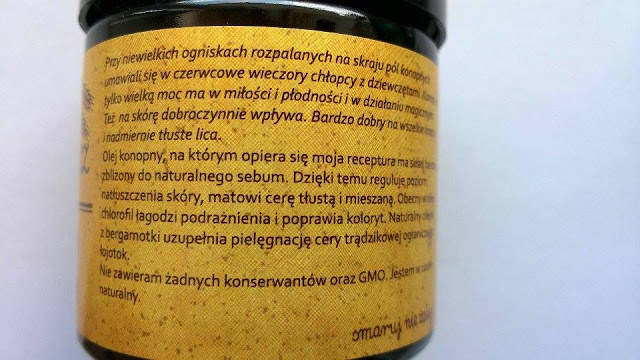 Przy niewielkich ogniskach rozpalanych na skraju pól konopnych
umawiali się w czerwcowe wieczory chłopcy z dziewczętami.
tylko wielką moc ma w miłości i płodności i w działaniu magicznym
Też na skórę dobroczynnie wpływa. Bardzo dobry na wszelkie
i nadmiernie tłuste lica.
Olej konopny, na którym opiera się moja receptura ma skład
zbliżony do naturalnego sebum. Dzięki temu reguluje poziom
natłuszczenia skóry, matowi cerę tłustą i mieszaną. Obecny w
chlorofil łagodzi podrażnienia i poprawia koloryt. Naturalny
z bergamotki uzupełnia pielęgnację cery trądzikowej
łojotok.
Nie zawieram żadnych konserwantów oraz GMO. Jestem w
naturalny.
smaruj nie